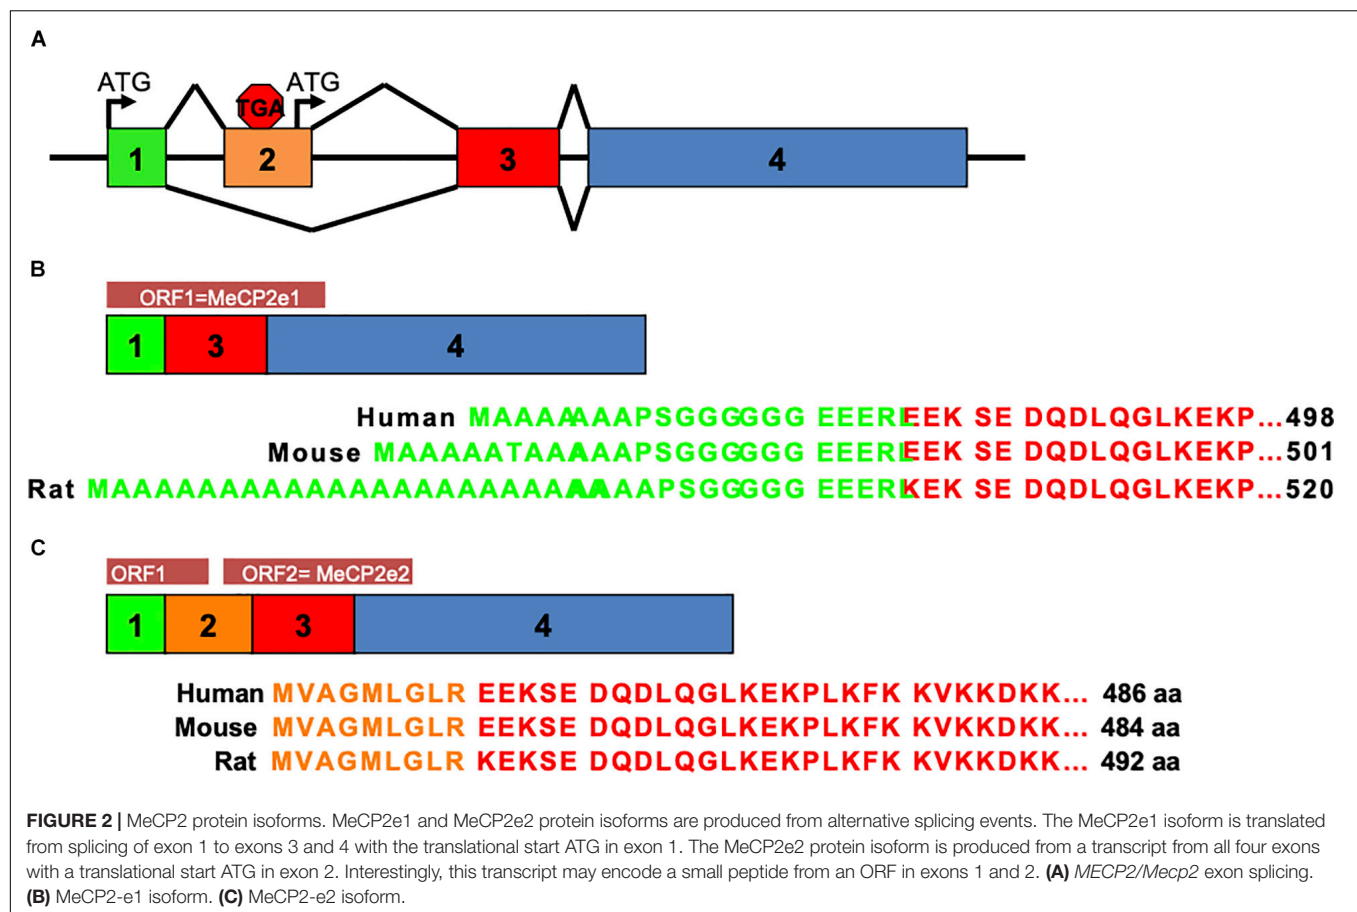 A
ATG
TGA
ATG
1
2
3
4
B
ORF1=MeCP2e1
1
3
4
Human MAAAAAAAPSGGGGGG EEERLEEK SE DQDLQGLKEKP...498
Mouse MAAAAATAAAAAAPSGGGGGG EEERLEEK SE DQDLQGLKEKP...501
Rat MAAAAAAAAAAAAAAAAAAAAAAAAAPSGGGGG EEERLKEK SE DQDLQGLKEKP...520
C
ORF1
ORF2= MeCP2e2
1
2
3
4
Human MVAGMLGLR EEKSE DQDLQGLKEKPLKFK KVKKDKK... 486 aa
Mouse MVAGMLGLR EEKSE DQDLQGLKEKPLKFK KVKKDKK... 484 aa
Rat MVAGMLGLR KEKSE DQDLQGLKEKPLKFK KVKKDKK... 492 aa
FIGURE 2 | MeCP2 protein isoforms. MeCP2e1 and MeCP2e2 protein isoforms are produced from alternative splicing events. The MeCP2e1 isoform is translated
from splicing of exon 1 to exons 3 and 4 with the translational start ATG in exon 1. The MeCP2e2 protein isoform is produced from a transcript from all four exons
with a translational start ATG in exon 2. Interestingly, this transcript may encode a small peptide from an ORF in exons 1 and 2. (A) MECP2/Mecp2 exon splicing.
(B) MeCP2-e1 isoform. (C) MeCP2-e2 isoform.